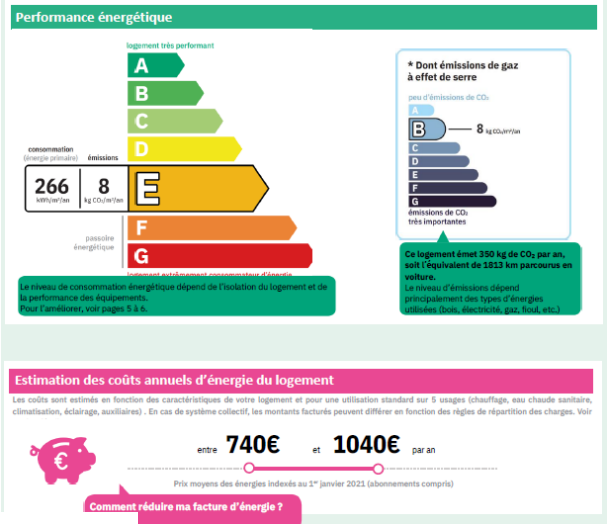 Performance énergétique
logement très performant
A
B
C
D
consommation
(énergie primaire)
émissions
266
kWh/m²/an
8
kg CO₂/m²/an
E
F
passoire
énergétique
G
logement extrêmement consommateur d'énergie
Le niveau de consommation énergétique dépend de l'isolation du logement et de
la performance des équipements.
Pour l'améliorer, voir pages 5 à 6.
* Dont émissions de gaz
à effet de serre
peu d'émissions de CO₂
A
B
8 kg CO₂/m²/an
C
D
E
F
G
émissions de CO₂
très importantes
Ce logement émet 350 kg de CO₂ par an,
soit l'équivalent de 1813 km parcourus en
voiture.
Le niveau d'émissions dépend
principalement des types d'énergies
utilisées (bois, électricité, gaz, fioul, etc.)
Estimation des coûts annuels d'énergie du logement
Les coûts sont estimés en fonction des caractéristiques de votre logement et pour une utilisation standard sur 5 usages (chauffage, eau chaude sanitaire,
climatisation, éclairage, auxiliaires) . En cas de système collectif, les montants facturés peuvent différer en fonction des règles de répartition des charges. Voir
€
entre 740€ et 1040€ par an
Prix moyens des énergies indexés au 1er janvier 2021 (abonnements compris)
Comment réduire ma facture d'énergie ?